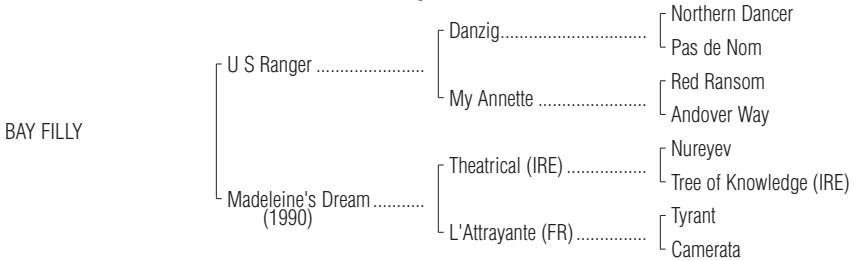 Northern Dancer
Danzig...............................
Pas de Nom
U S Ranger .......................
Red Ransom
My Annette .......................
Andover Way
BAY FILLY
Nureyev
Theatrical (IRE) .................
Tree of Knowledge (IRE)
Madeleine's Dream ...........
(1990)
Tyrant
L'Attrayante (FR) ...............
Camerata